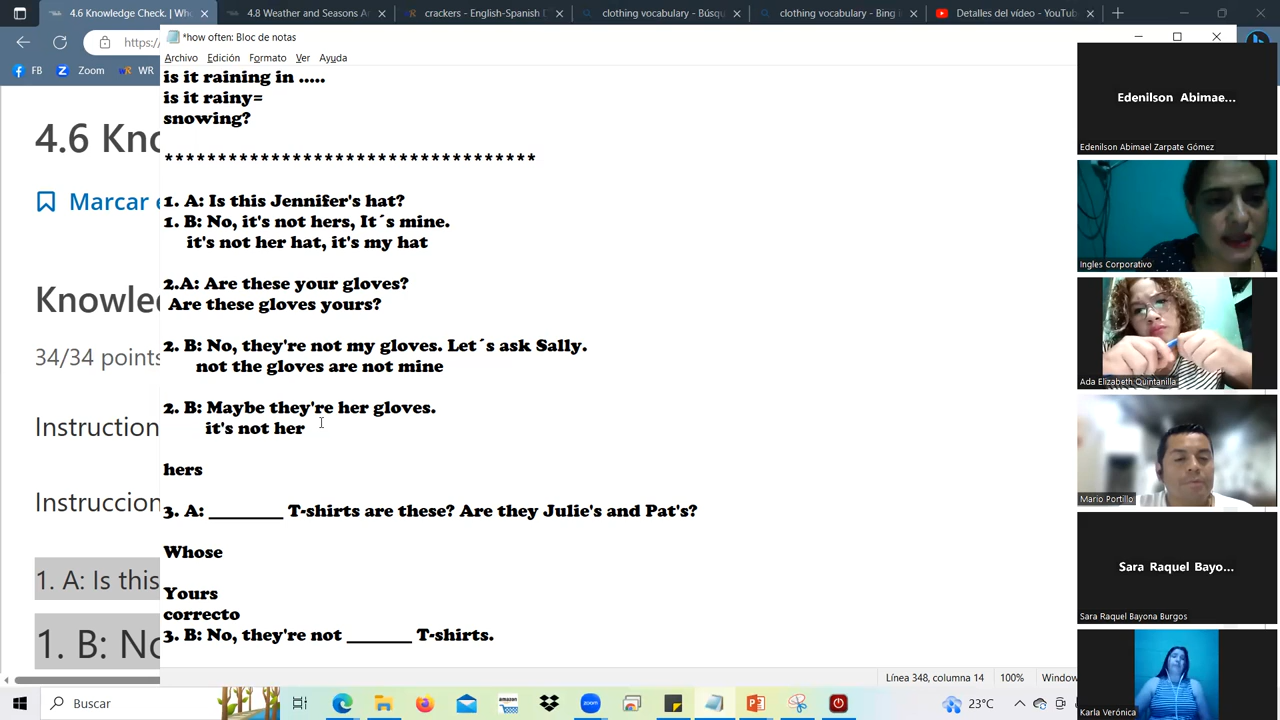 4.6 Knowledge Check. |
4.8 Weather and Seasons A
crackers - English-Spanish D
clothing vocabulary - Búsqu
clothing vocabulary - Bing i
Detalles del vídeo - YouTu
*how often: Bloc de notas
https:/
Archivo Edición Formato Ver Ayuda
FB Zoom WR
is it raining in .....
is it rainy=
snowing?
***********************************
1. A: Is this Jennifer's hat?
1. B: No, it's not hers, It´s mine.
it's not her hat, it's my hat
2.A: Are these your gloves?
Are these gloves yours?
2. B: No, they're not my gloves. Let´s ask Sally.
not the gloves are not mine
2. B: Maybe they're her gloves.
it's not her
hers
3. A: ________ T-shirts are these? Are they Julie's and Pat's?
Whose
Yours
correcto
3. B: No, they're not _______ T-shirts.
4.6 Kno
Marcar e
Knowle
34/34 points
Instruction
Instruccion
1. A: Is this
1. B: No
Línea 348, columna 14 100% Window
Edenilson Abimae...
Edenilson Abimael Zarpate Gómez
Ingles Corporativo
Ada Elizabeth Quintanilla
Mario Portillo
Sara Raquel Bayo...
Sara Raquel Bayona Burgos
Karla Verónica
Buscar
amazon
zoom
23°C